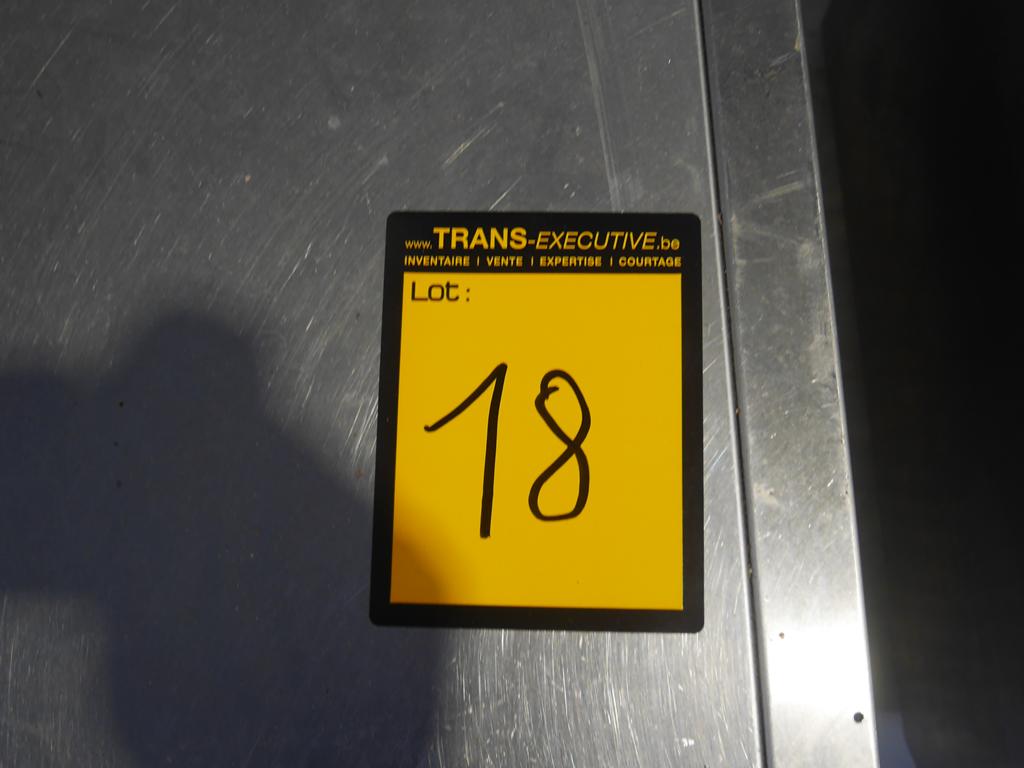 www.TRANS-EXECUTIVE.be
INVENTAIRE | VENTE | EXPERTISE | COURTAGE
Lot:
18